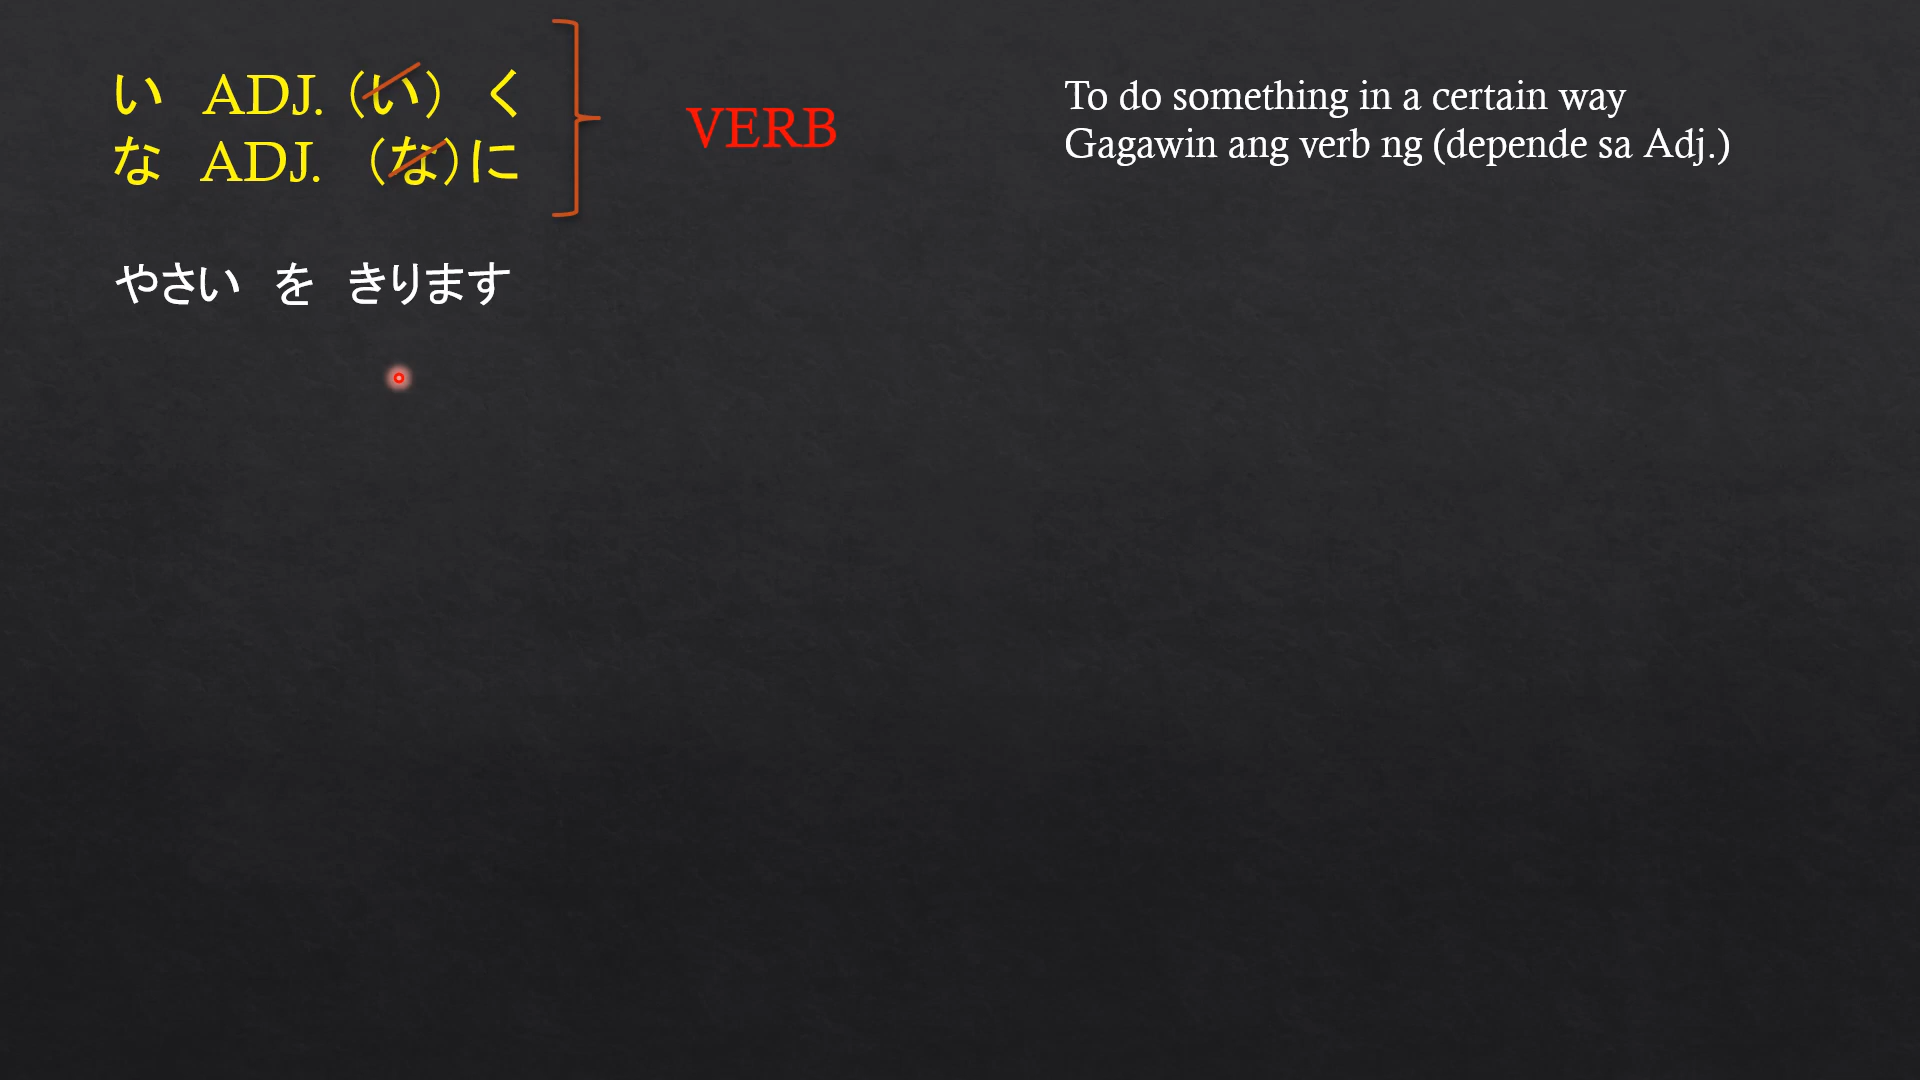 い ADJ. (い) く
な ADJ. (な)に
VERB
To do something in a certain way
Gagawin ang verb ng (depende sa Adj.)
やさい を きります